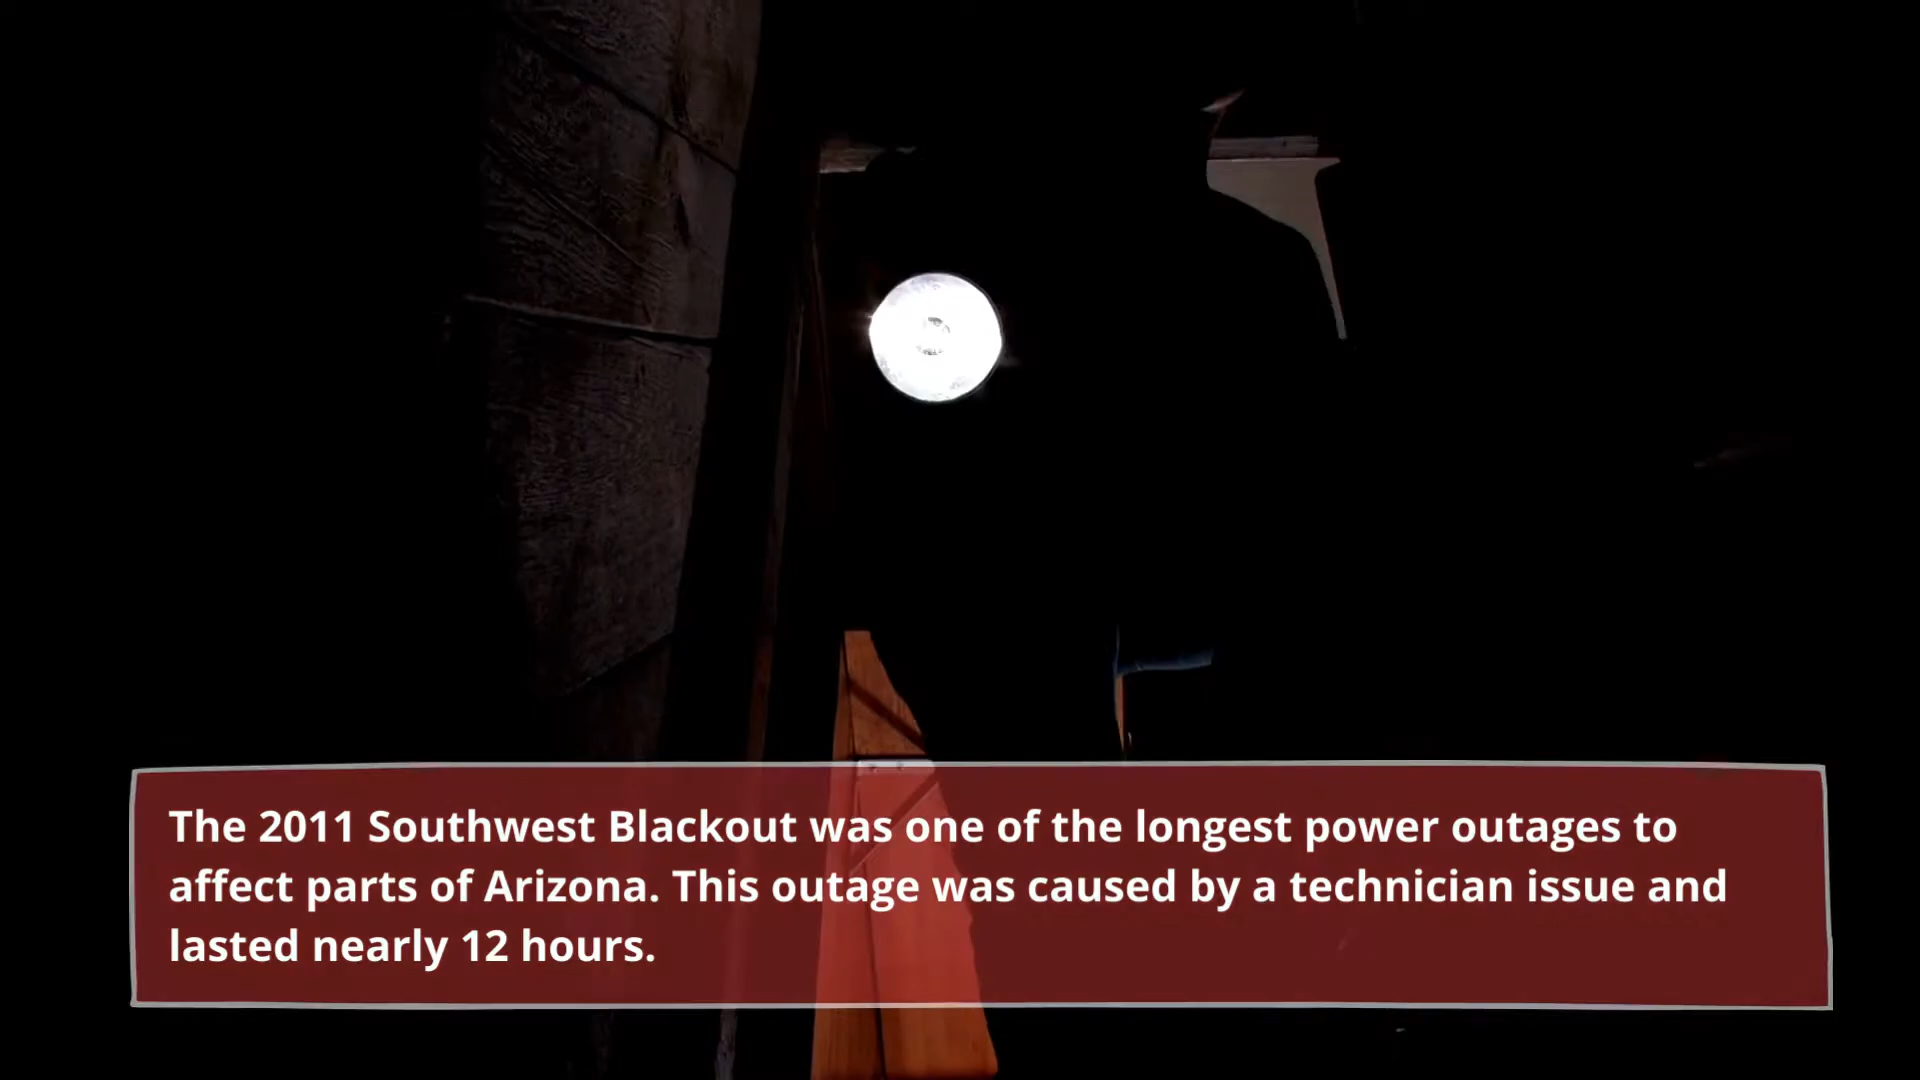 The 2011 Southwest Blackout was one of the longest power outages to
affect parts of Arizona. This outage was caused by a technician issue and
lasted nearly 12 hours.